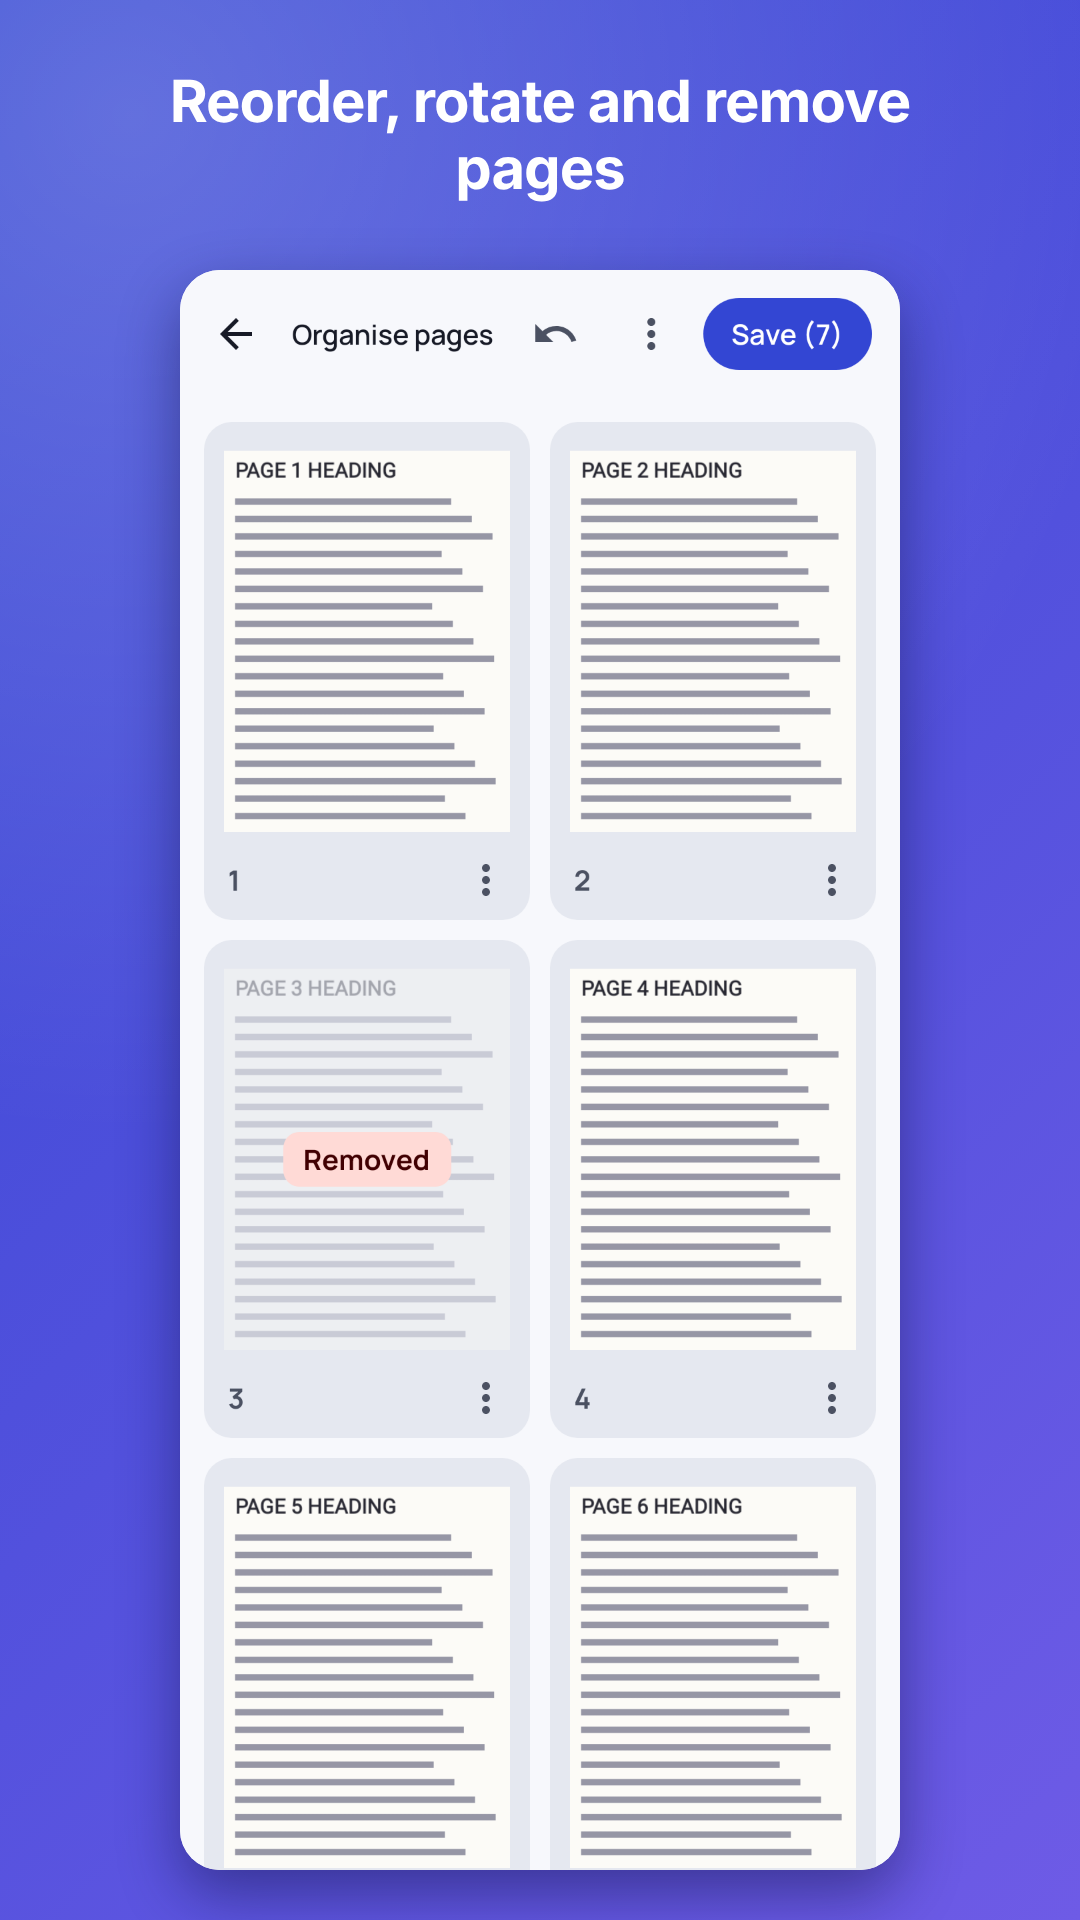 Reorder, rotate and remove
pages
Organise pages
Save (7)
PAGE 1 HEADING
PAGE 2 HEADING
1
2
PAGE 3 HEADING
PAGE 4 HEADING
Removed
3
4
PAGE 5 HEADING
PAGE 6 HEADING